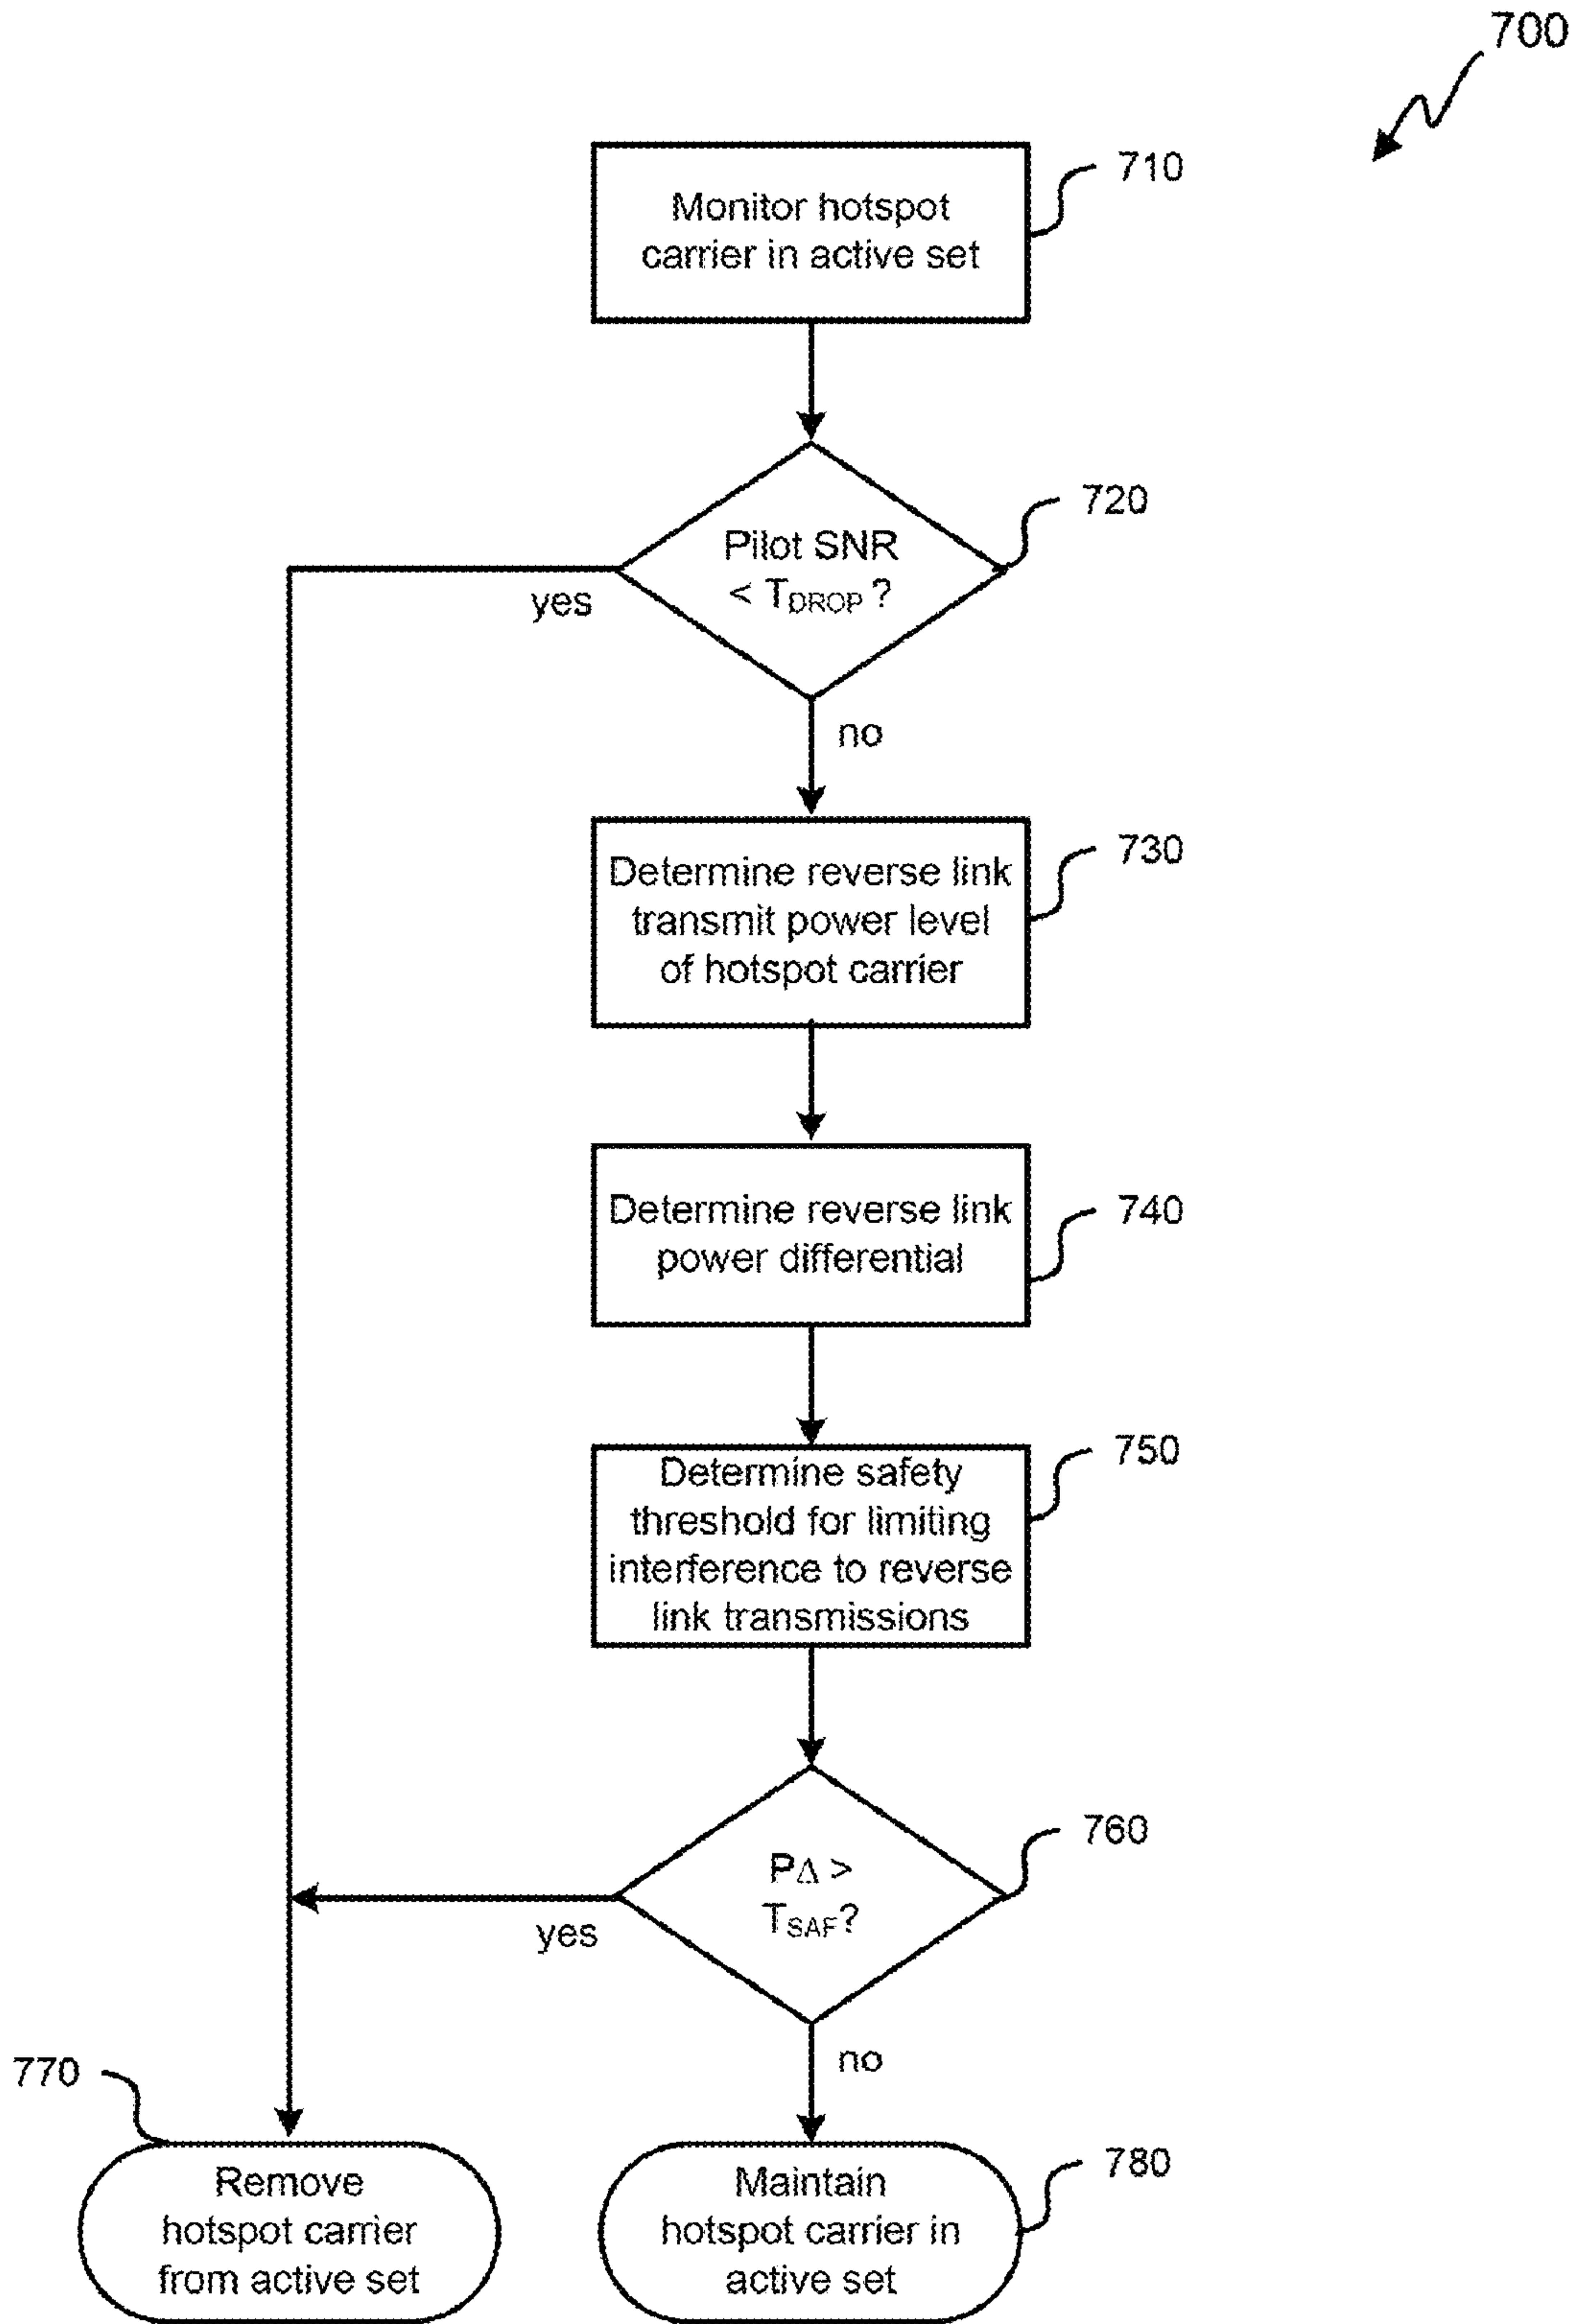 700
Monitor hotspot
carrier in active set
710
Pilot SNR
< TDROP ?
720
yes
no
Determine reverse link
transmit power level
of hotspot carrier
730
Determine reverse link
power differential
740
Determine safety
threshold for limiting
interference to reverse
link transmissions
750
PΔ >
TSAF?
760
yes
no
770
Remove
hotspot carrier
from active set
Maintain
hotspot carrier in
active set
780